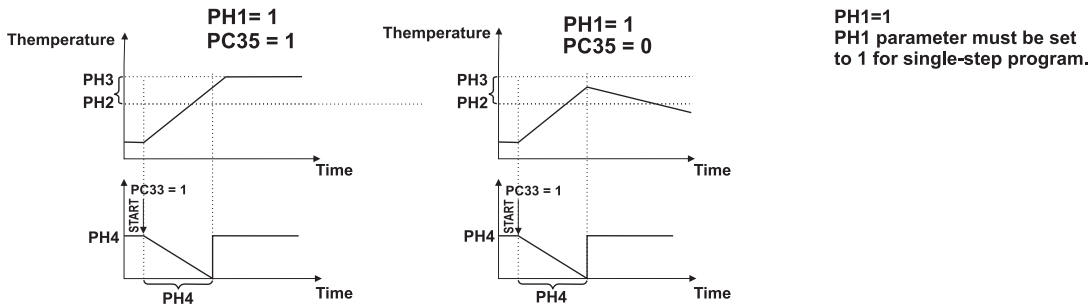 PH1= 1
PC35 = 1
Themperature
PH3
PH2
Time
PC33 = 1
START
PH4
PH4
Time
PH1= 1
PC35 = 0
Themperature
PH3
PH2
Time
PC33 = 1
START
PH4
PH4
Time
PH1=1
PH1 parameter must be set
to 1 for single-step program.